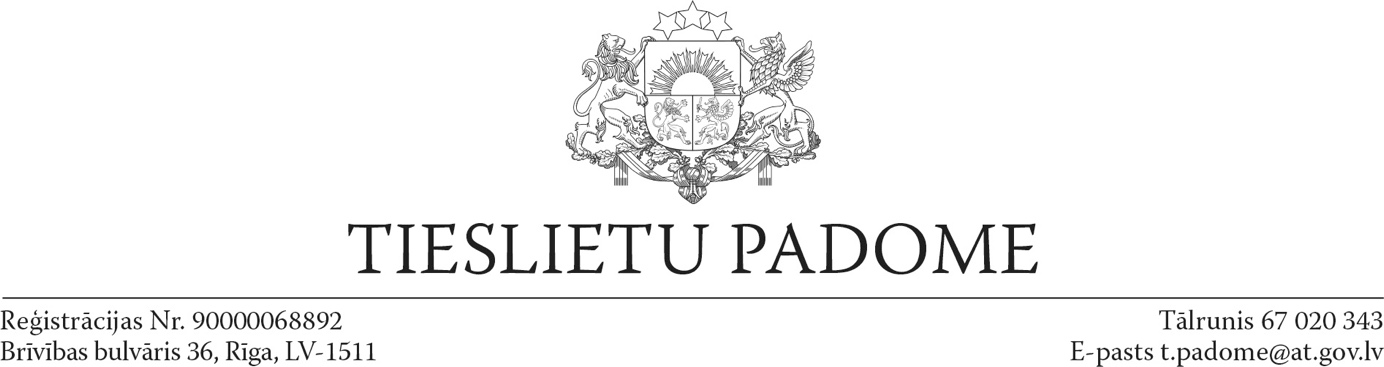 TIESLIETU PADOME
Reģistrācijas Nr. 90000068892
Tālrunis 67 020 343
Brīvības bulvāris 36, Rīga, LV-1511
E-pasts t.padome@at.gov.lv